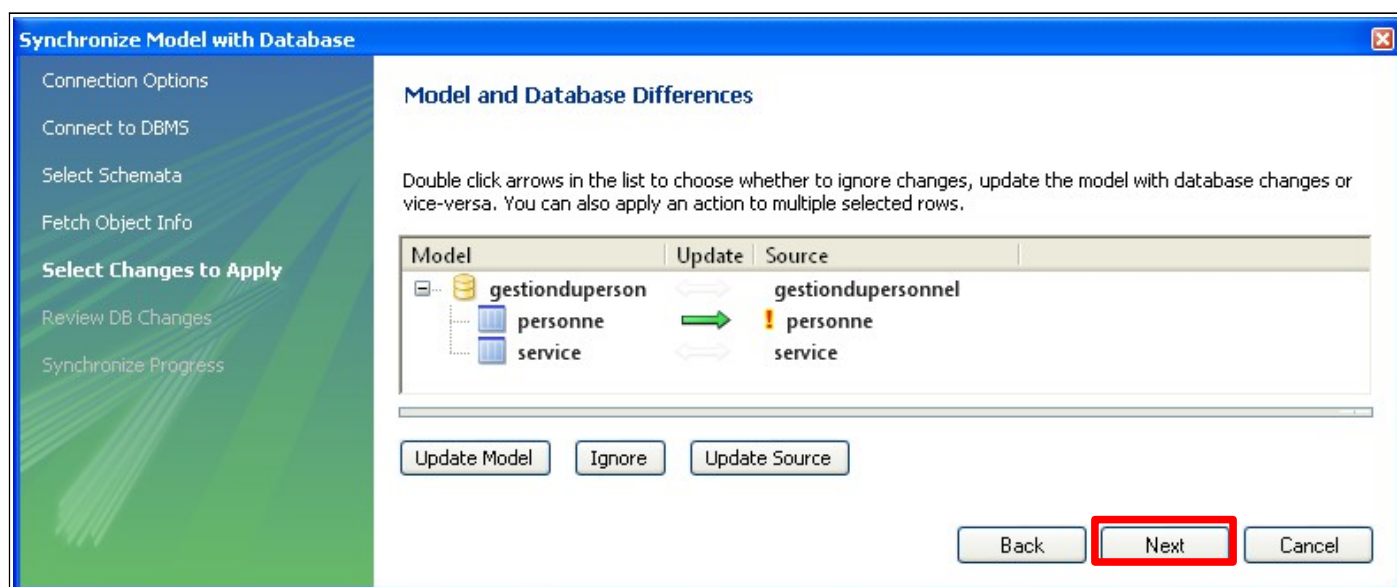 Synchronize Model with Database
Connection Options
Connect to DBMS
Select Schemata
Fetch Object Info
Select Changes to Apply
Review DB Changes
Synchronize Progress
Model and Database Differences
Double click arrows in the list to choose whether to ignore changes, update the model with database changes or
vice-versa. You can also apply an action to multiple selected rows.
Model Update Source
gestionduperson gestiondupersonnel
personne ! personne
service service
Update Model Ignore Update Source
Back Next Cancel